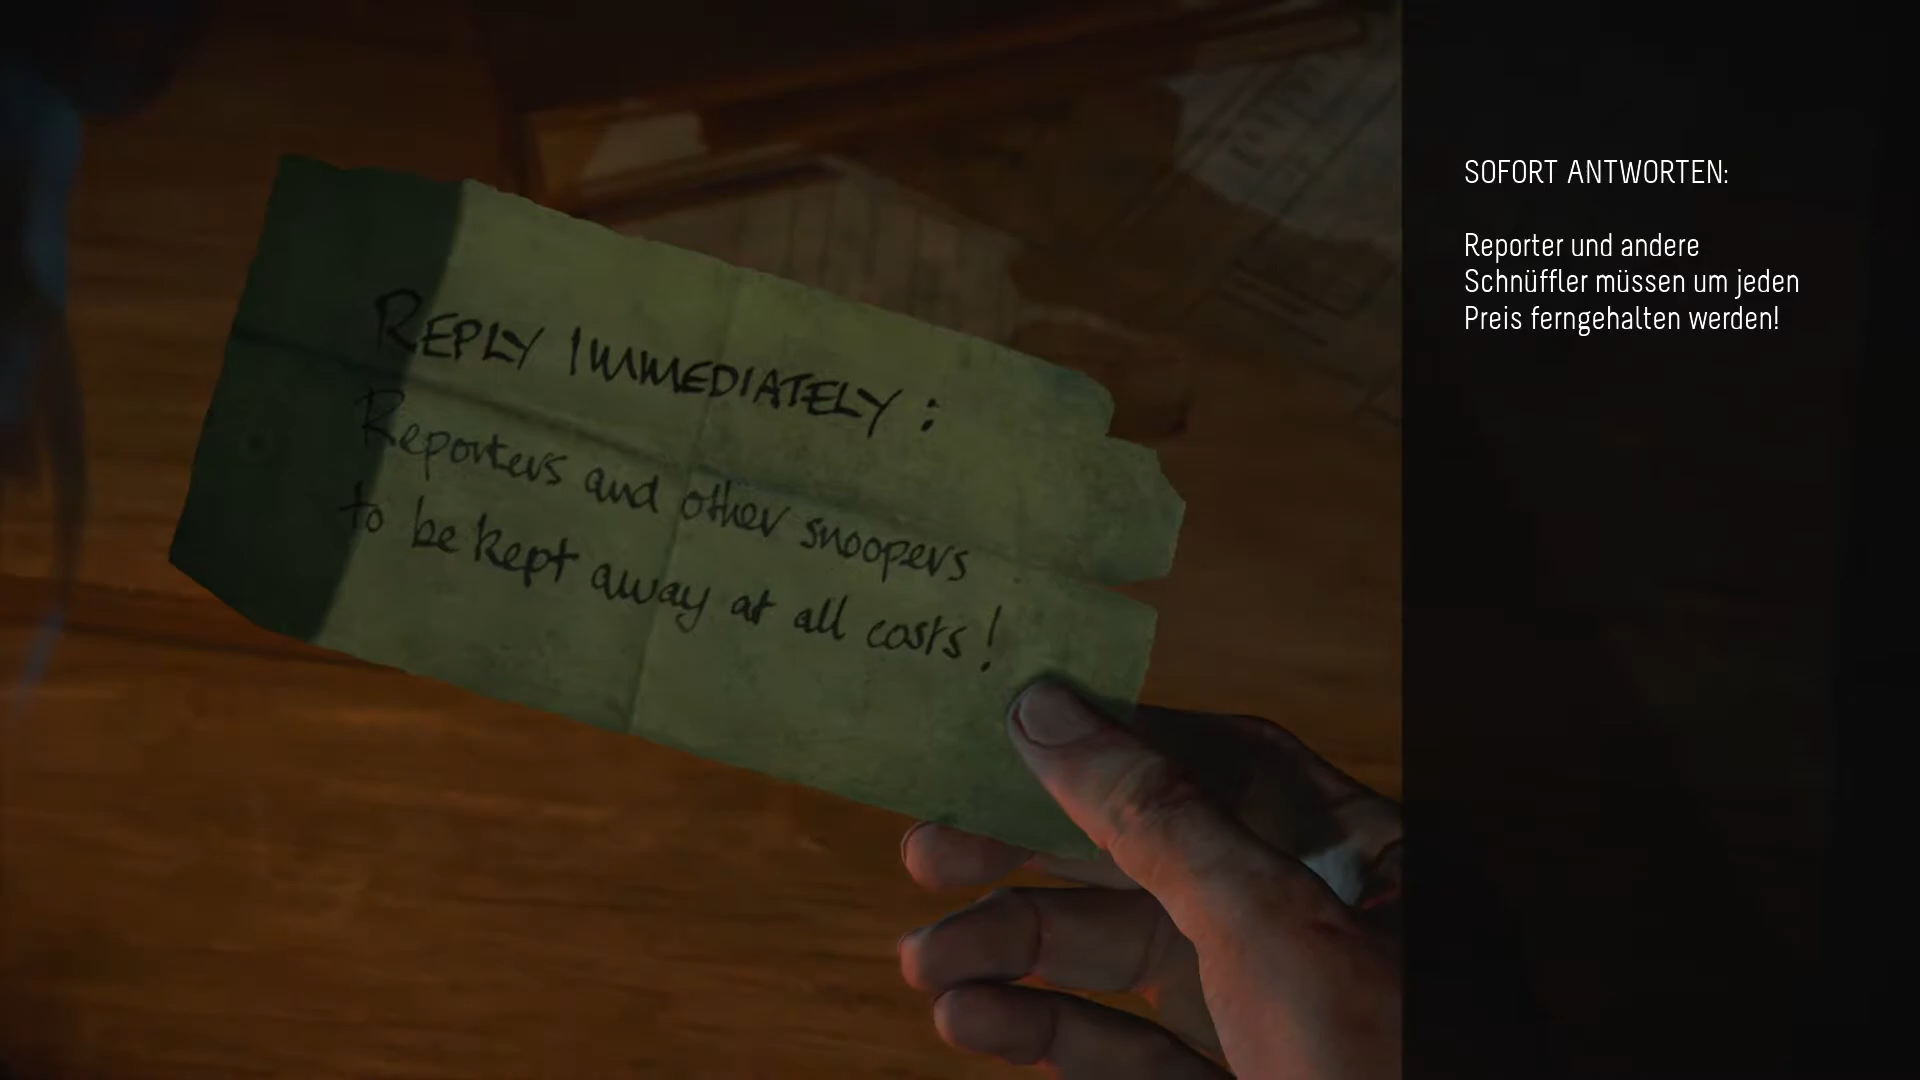 REPLY IMMEDIATELY :
Reporters and other snoopers
to be kept away at all costs!
SOFORT ANTWORTEN:
Reporter und andere
Schnüffler müssen um jeden
Preis ferngehalten werden!